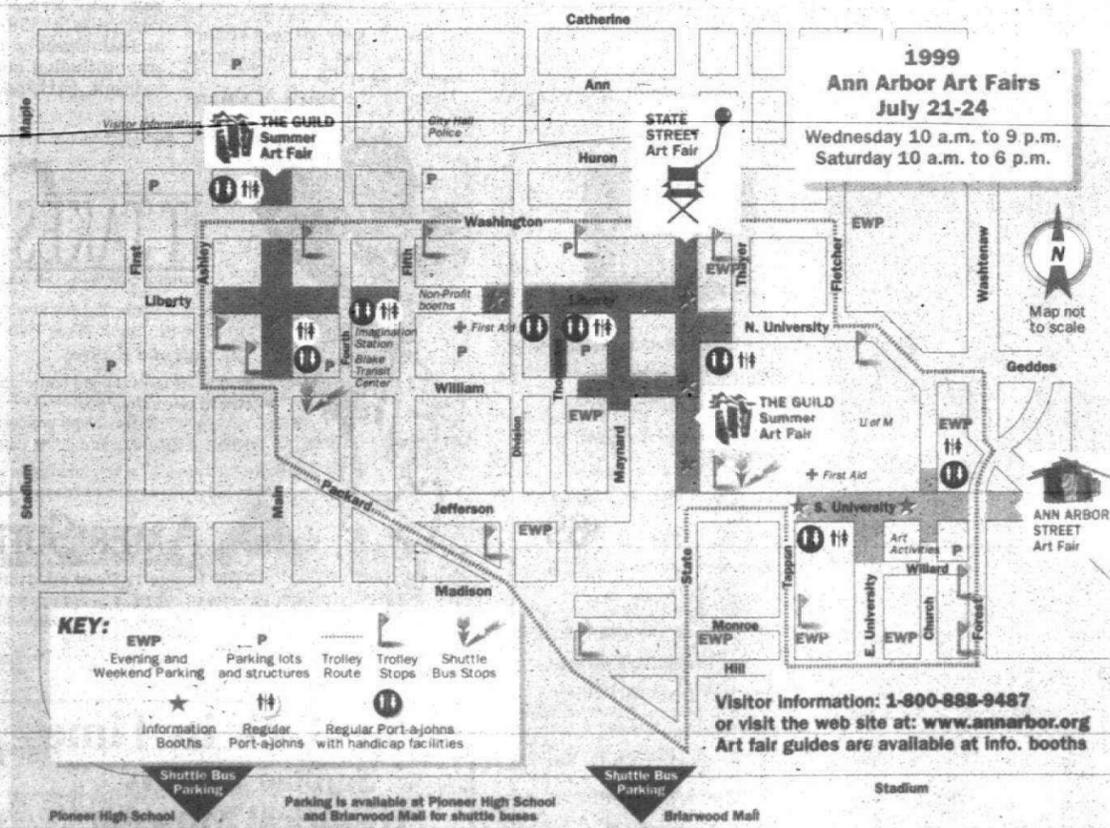 Catherine
1999
Ann Arbor Art Fairs
July 21-24
Wednesday 10 a.m. to 9 p.m.
Saturday 10 a.m. to 6 p.m.
P
Ann
Maple
Visitor Information
THE GUILD
Summer
Art Fair
City Hall
Police
STATE
STREET
Art Fair
Huron
P
P
Washington
EWP
N
Map not
to scale
First
Ashley
Fifth
P
EWP
Thayer
Fletcher
Washtenaw
Liberty
Non-Profit
booths
Liberty
Imagination
Station
First Aid
N. University
Fourth
Blake
Transit
Center
P
P
P
P
William
Geddes
EWP
Division
Maynard
THE GUILD
Summer
Art Fair
U of M
EWP
First Aid
Stadium
Main
Packard
Jefferson
EWP
S. University
ANN ARBOR
STREET
Art Fair
Art
Activities
P
Willard
Madison
State
Tappan
E. University
Church
Forest
Monroe
EWP
EWP
EWP
Hill
KEY:
EWP
Evening and
Weekend Parking
P
Parking lots
and structures
Trolley
Route
Trolley
Stops
Shuttle
Bus Stops
Information
Booths
Regular
Port-a-johns
Regular Port-a-johns
with handicap facilities
Visitor information: 1-800-888-9487
or visit the web site at: www.annarbor.org
Art fair guides are available at info. booths
Shuttle Bus
Parking
Pioneer High School
Parking is available at Pioneer High School
and Briarwood Mall for shuttle buses
Shuttle Bus
Parking
Briarwood Mall
Stadium